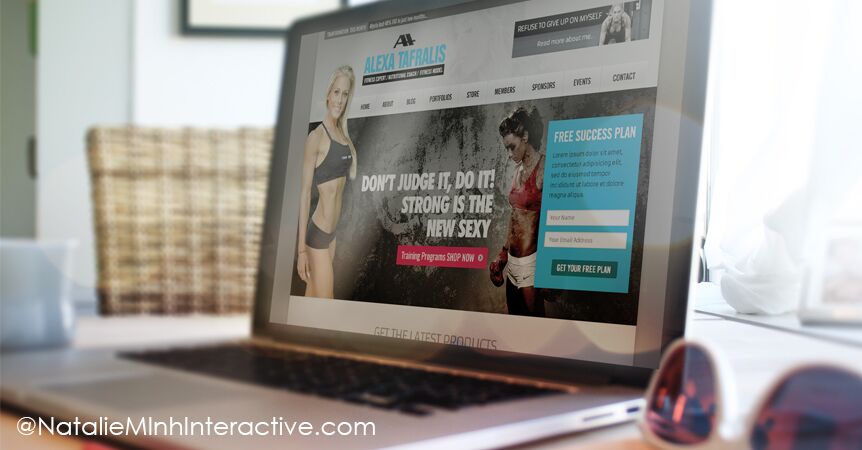 REFUSE TO GIVE UP ON MYSELF
Read more about me.
ALEXA TAFRALIS
FITNESS EXPERT / NUTRITIONAL COACH / FITNESS MODEL
HOME ABOUT BLOG PORTFOLIOS STORE MEMBERS SPONSORS EVENTS CONTACT
DON'T JUDGE IT, DO IT!
STRONG IS THE
NEW SEXY
Training Programs SHOP NOW
FREE SUCCESS PLAN
Lorem ipsum dolor sit amet,
consectetur adipisicing elit,
sed do eiusmod tempor
incididunt ut labore et dolore
magna aliqua.
Your Name
Your Email Address
GET YOUR FREE PLAN
GET THE LATEST PRODUCTS
@NatalieMInhInteractive.com